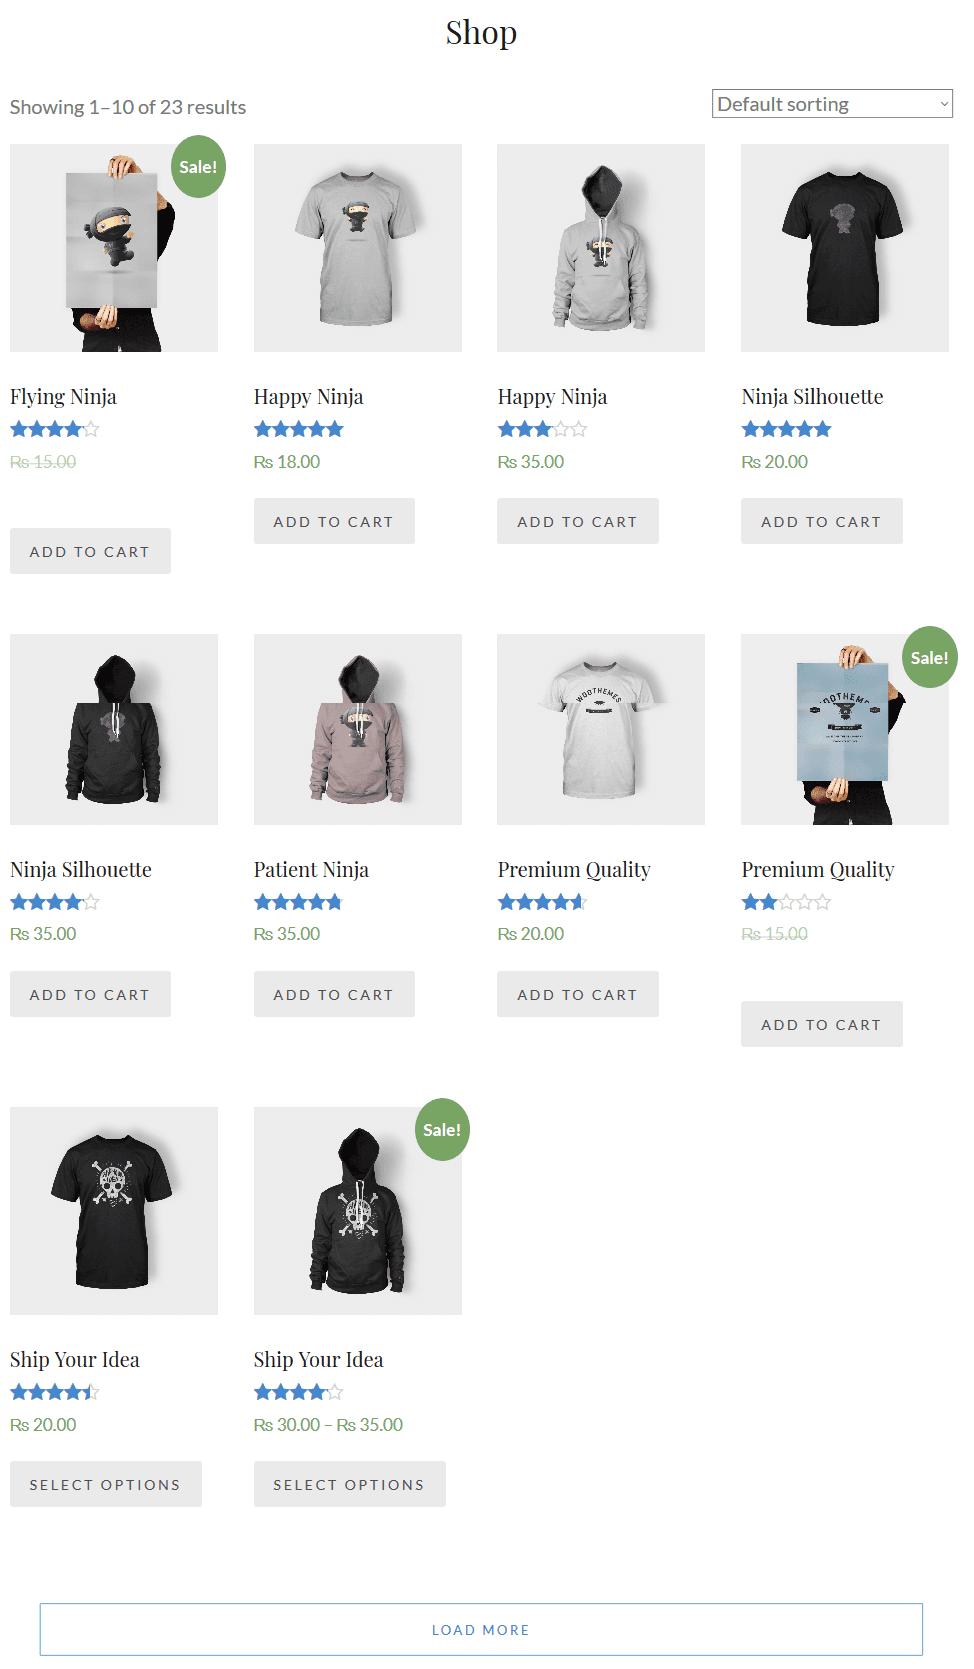 Shop
Showing 1–10 of 23 results
Default sorting
Sale!
Flying Ninja
₨ 15.00
ADD TO CART
Happy Ninja
₨ 18.00
ADD TO CART
Happy Ninja
₨ 35.00
ADD TO CART
Ninja Silhouette
₨ 20.00
ADD TO CART
Ninja Silhouette
₨ 35.00
ADD TO CART
Patient Ninja
₨ 35.00
ADD TO CART
WOOTHEMES
Premium Quality
₨ 20.00
ADD TO CART
Sale!
Premium Quality
₨ 15.00
ADD TO CART
Ship Your Idea
₨ 20.00
SELECT OPTIONS
Sale!
Ship Your Idea
₨ 30.00 – ₨ 35.00
SELECT OPTIONS
LOAD MORE